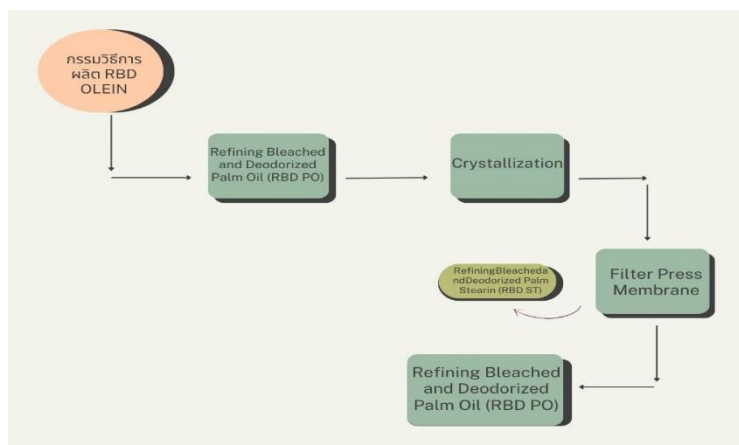 กรรมวิธีการ
ผลิต RBD
OLEIN
Refining Bleached
and Deodorized
Palm Oil (RBD PO)
Crystallization
Filter Press
Membrane
RefiningBleacheda
ndDeodorized Palm
Stearin (RBD ST)
Refining Bleached
and Deodorized
Palm Oil (RBD PO)